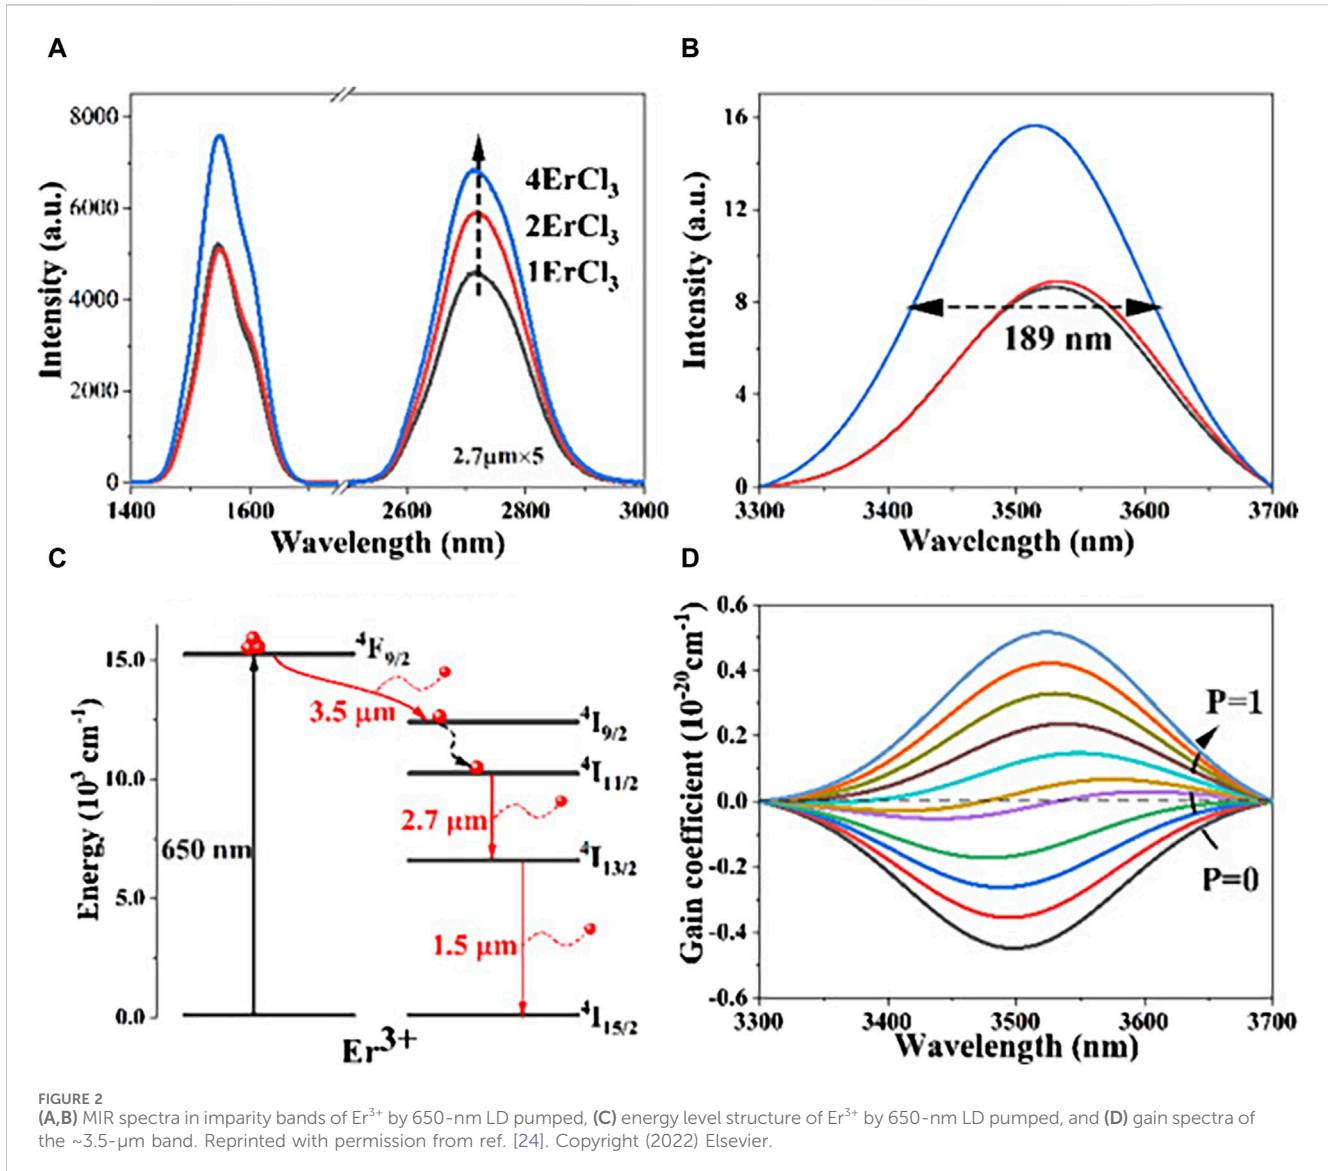 A
8000
6000
4000
2000
0
Intensity (a.u.)
4ErCl3
2ErCl3
1ErCl3
2.7μm×5
1400 1600 2600 2800 3000
Wavelength (nm)
B
16
12
8
4
0
Intensity (a.u.)
189 nm
3300 3400 3500 3600 3700
Wavelength (nm)
C
15.0
10.0
5.0
0.0
Energy (10³ cm⁻¹)
⁴F9/2
3.5 μm
⁴I9/2
⁴I11/2
2.7 μm
650 nm
⁴I13/2
1.5 μm
⁴I15/2
Er³⁺
D
0.6
0.4
0.2
0.0
-0.2
-0.4
-0.6
Gain coefficient (10⁻²⁰cm⁻¹)
P=1
P=0
3300 3400 3500 3600 3700
Wavelength (nm)
FIGURE 2
(A,B) MIR spectra in imparity bands of Er³⁺ by 650-nm LD pumped, (C) energy level structure of Er³⁺ by 650-nm LD pumped, and (D) gain spectra of
the ~3.5-μm band. Reprinted with permission from ref. [24]. Copyright (2022) Elsevier.